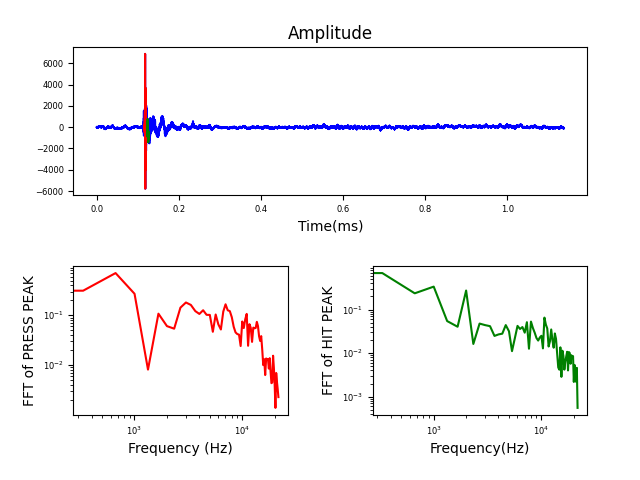 Amplitude
6000
4000
2000
0
−2000
−4000
−6000
0.0 0.2 0.4 0.6 0.8 1.0
Time(ms)
FFT of PRESS PEAK
10⁻¹
10⁻²
10³ 10⁴
Frequency (Hz)
FFT of HIT PEAK
10⁻¹
10⁻²
10⁻³
10³ 10⁴
Frequency(Hz)